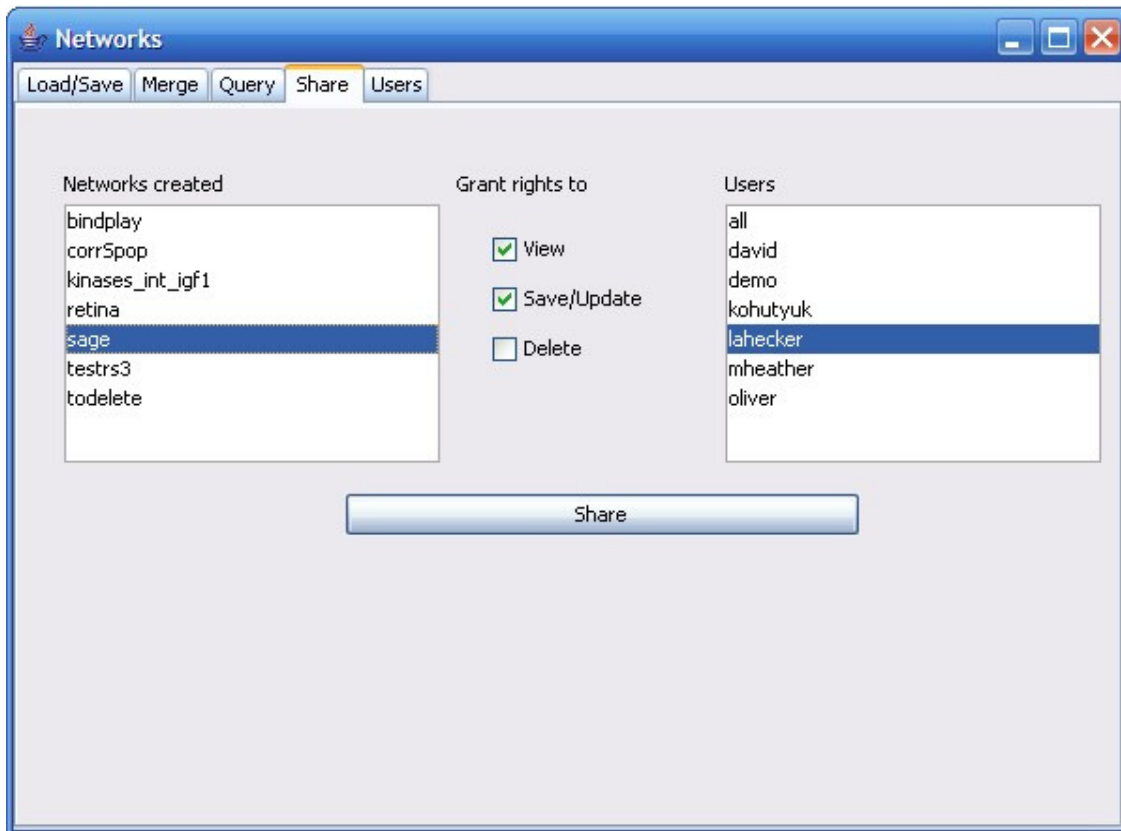 Networks
Load/Save Merge Query Share Users
Networks created
bindplay
corrSpop
kinases_int_igf1
retina
sage
testrs3
todelete
Grant rights to
View
Save/Update
Delete
Users
all
david
demo
kohutyuk
lahecker
mheather
oliver
Share